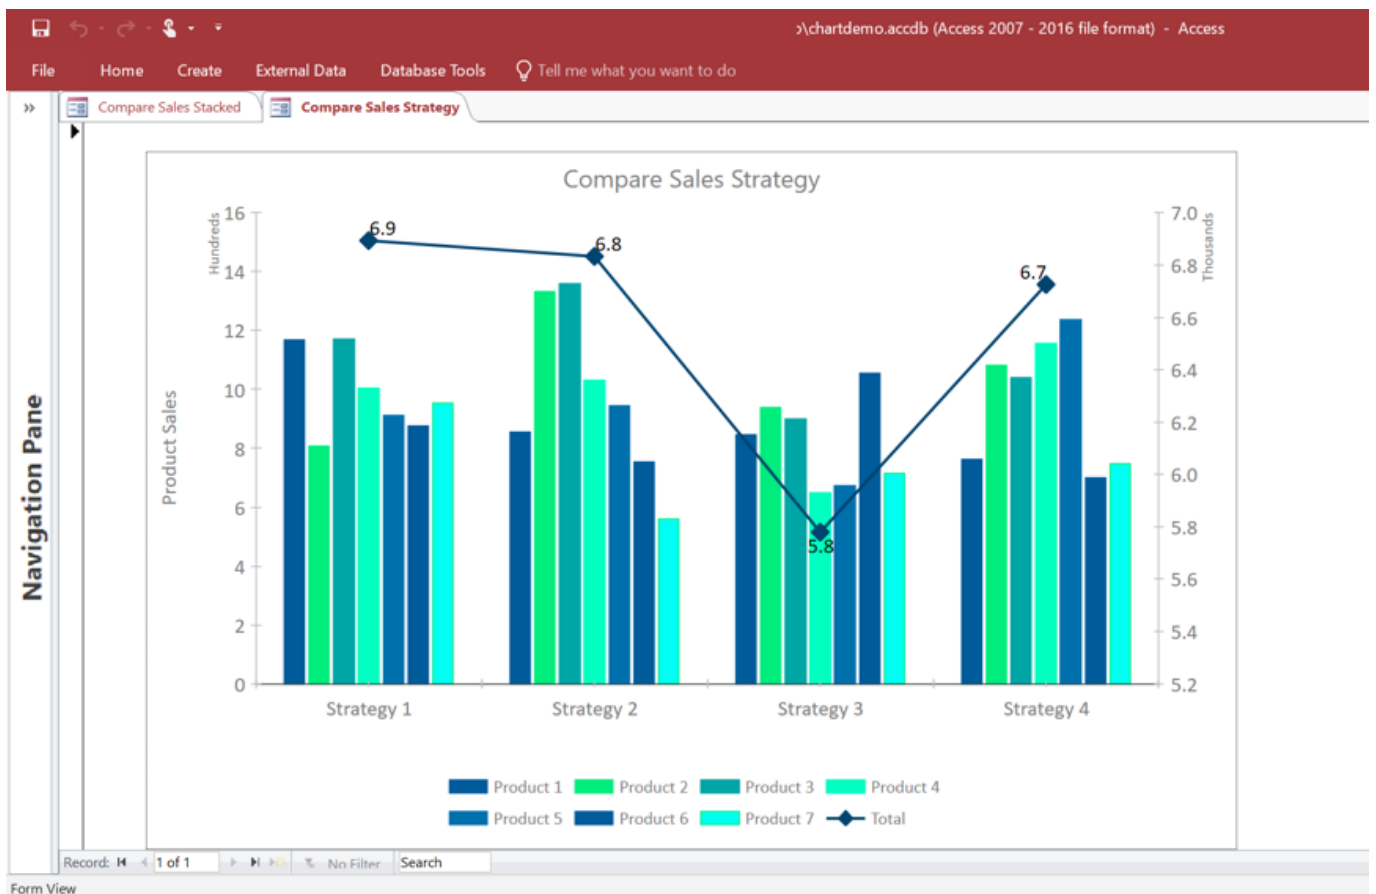 ɔ\chartdemo.accdb (Access 2007 - 2016 file format) - Access
File Home Create External Data Database Tools Tell me what you want to do
» Compare Sales Stacked Compare Sales Strategy
Navigation Pane
Compare Sales Strategy
Hundreds
Product Sales
16
14
12
10
8
6
4
2
0
6.9
6.8
5.8
6.7
7.0
6.8
6.6
6.4
6.2
6.0
5.8
5.6
5.4
5.2
Thousands
Strategy 1 Strategy 2 Strategy 3 Strategy 4
Product 1 Product 2 Product 3 Product 4
Product 5 Product 6 Product 7 Total
Record: 1 of 1 No Filter Search
Form View